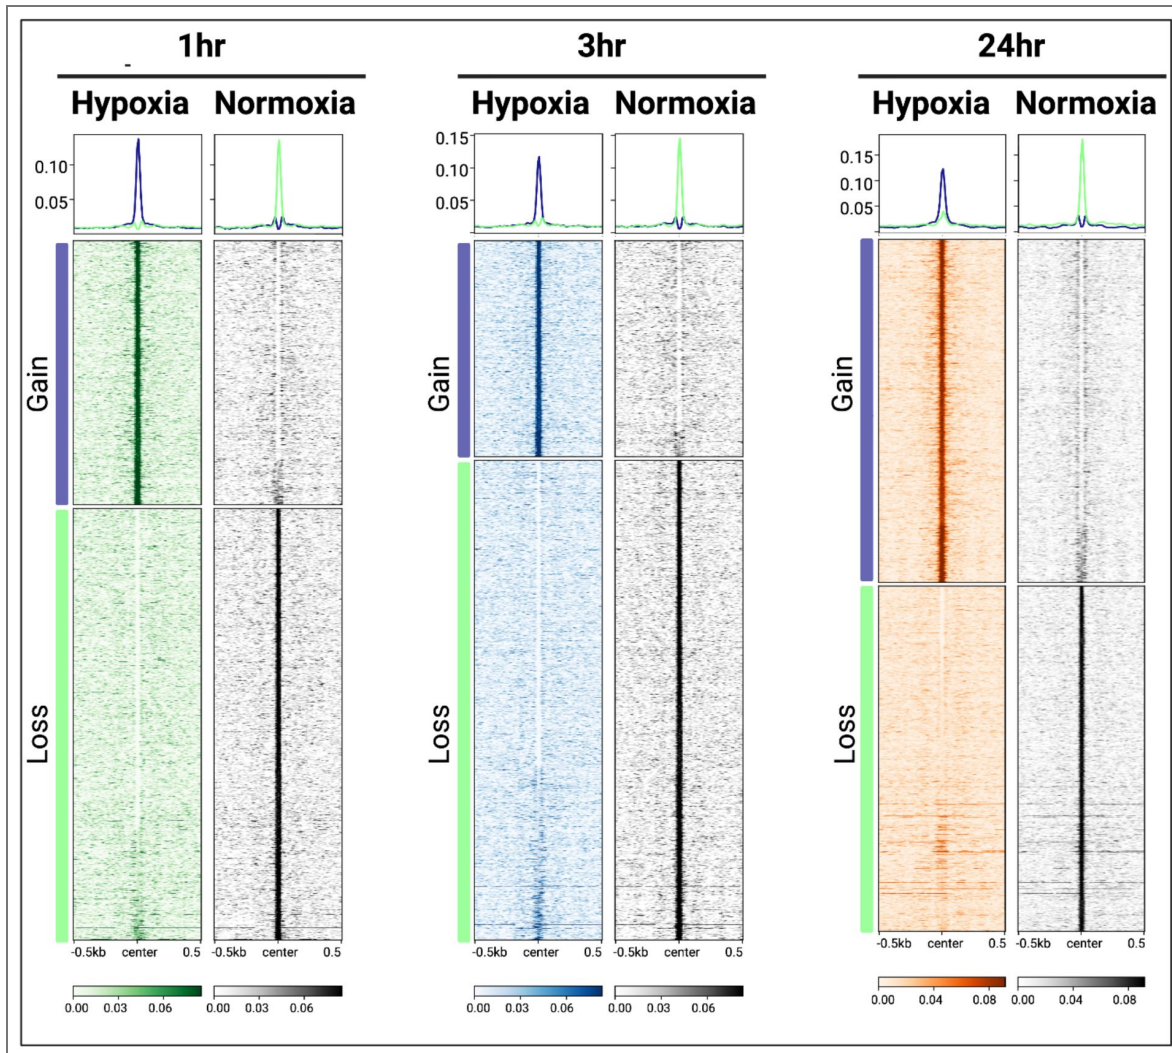 1hr 3hr 24hr
Hypoxia Normoxia Hypoxia Normoxia Hypoxia Normoxia
0.15 0.15
0.10 0.10 0.10
0.05 0.05 0.05
Gain Gain Gain
Loss Loss Loss
-0.5kb center 0.5 -0.5kb center 0.5 -0.5kb center 0.5 -0.5kb center 0.5 -0.5kb center 0.5 -0.5kb center 0.5
0.00 0.03 0.06 0.00 0.03 0.06 0.00 0.03 0.06 0.00 0.03 0.06 0.00 0.04 0.08 0.00 0.04 0.08